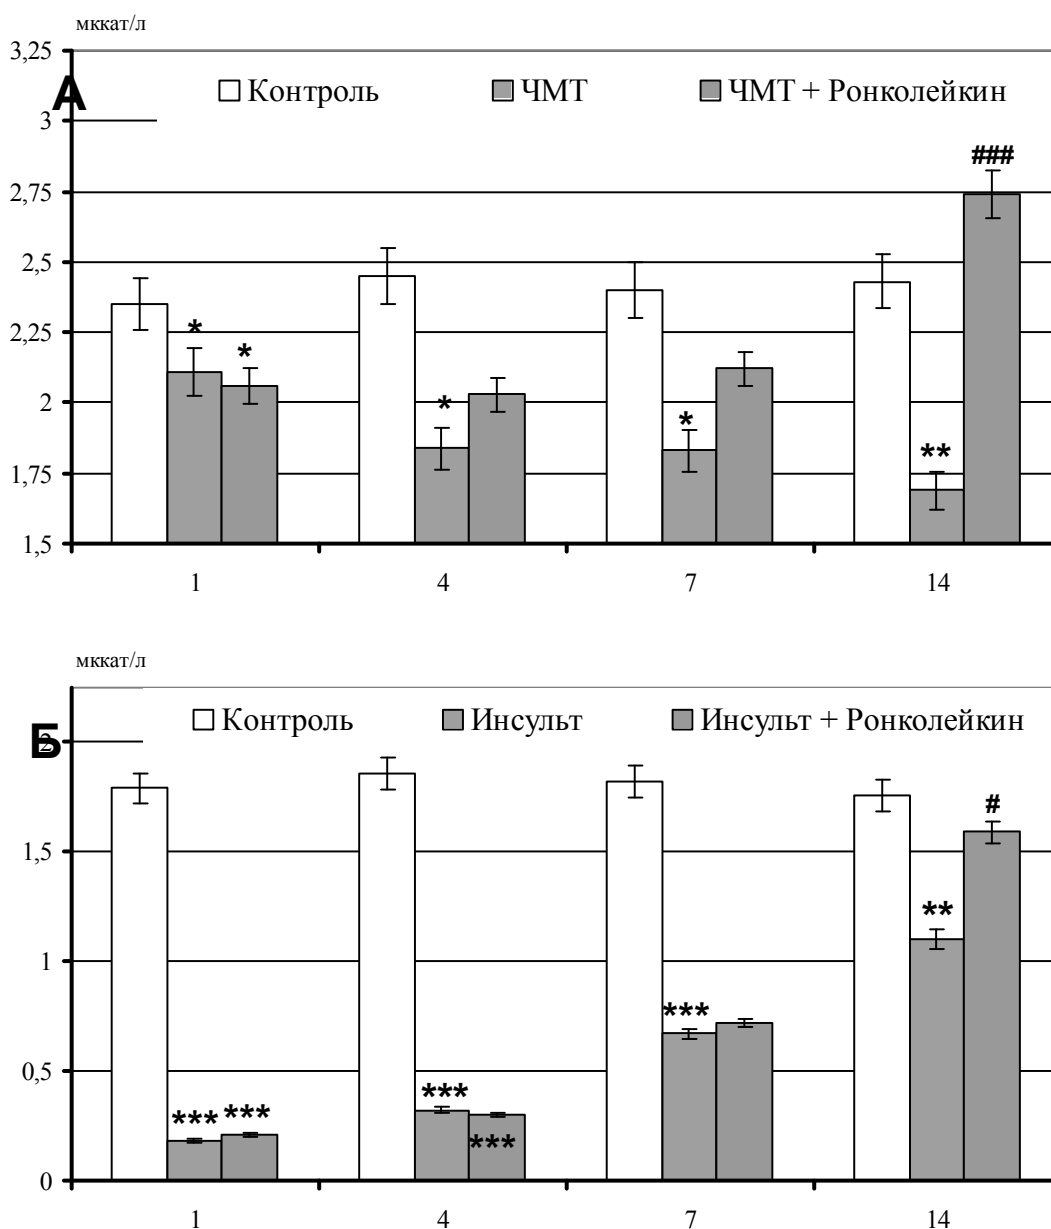 мккат/л
3,25
А
Контроль ЧМТ ЧМТ + Ронколейкин
3
###
2,75
2,5
*
*
2,25
*
*
2
**
1,75
1,5
1 4 7 14
мккат/л
Контроль Инсульт Инсульт + Ронколейкин
Б
2
#
1,5
**
1
***
0,5
*** *** *** ***
0
1 4 7 14